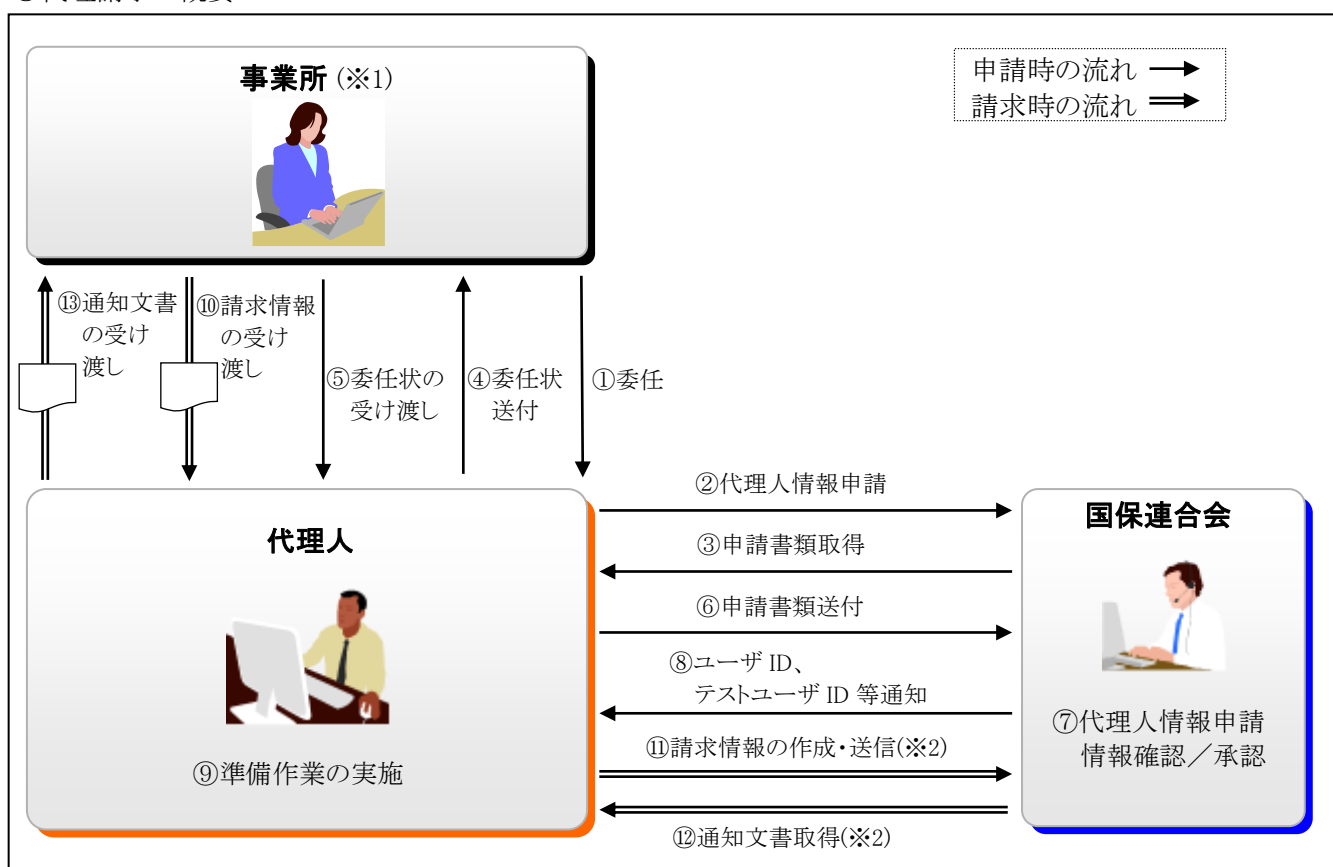 事業所 (※1)
申請時の流れ
請求時の流れ
⑬通知文書
の受け
渡し
⑩請求情報
の受け
渡し
⑤委任状の
受け渡し
④委任状
送付
①委任
代理人
⑨準備作業の実施
②代理人情報申請
③申請書類取得
⑥申請書類送付
⑧ユーザ ID、
テストユーザ ID 等通知
⑪請求情報の作成・送信(※2)
⑫通知文書取得(※2)
国保連合会
⑦代理人情報申請
情報確認／承認